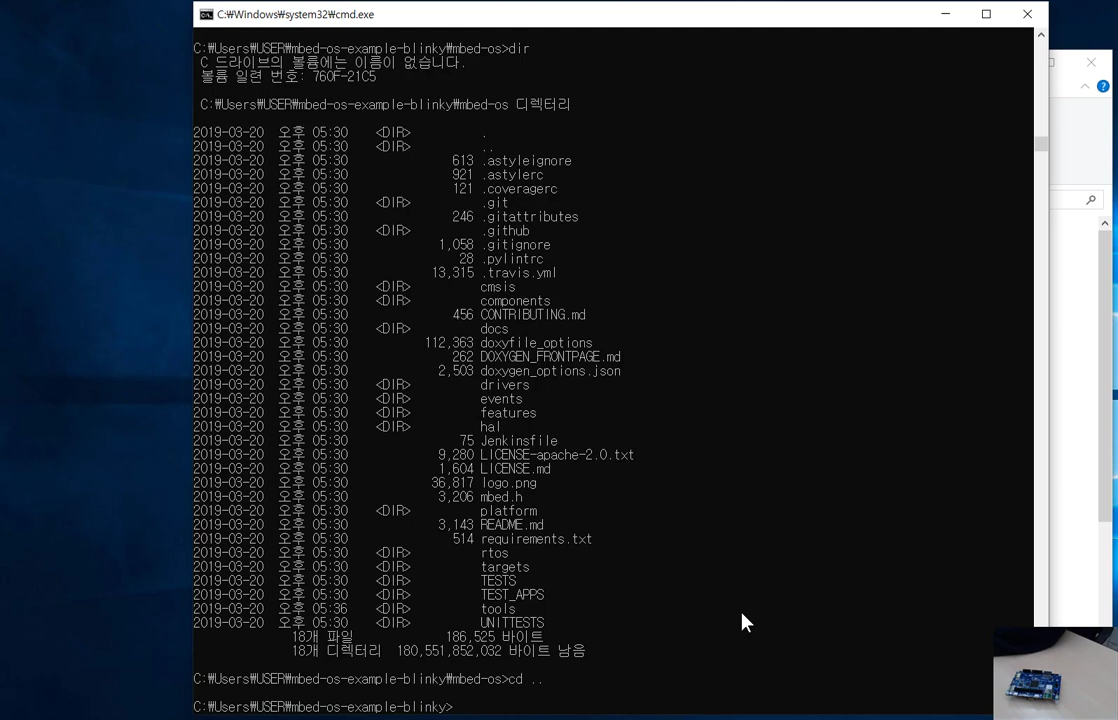 C:\Windows\system32\cmd.exe
C:\Users\USER\mbed-os-example-blinky\mbed-os>dir
C 드라이브의 볼륨에는 이름이 없습니다.
볼륨 일련 번호: 760F-21C5
C:\Users\USER\mbed-os-example-blinky\mbed-os 디렉터리
2019-03-20 오후 05:30 <DIR> .
2019-03-20 오후 05:30 <DIR> ..
2019-03-20 오후 05:30 613 .astyleignore
2019-03-20 오후 05:30 921 .astylerc
2019-03-20 오후 05:30 121 .coveragerc
2019-03-20 오후 05:30 <DIR> .git
2019-03-20 오후 05:30 246 .gitattributes
2019-03-20 오후 05:30 <DIR> .github
2019-03-20 오후 05:30 1,058 .gitignore
2019-03-20 오후 05:30 28 .pylintrc
2019-03-20 오후 05:30 13,315 .travis.yml
2019-03-20 오후 05:30 <DIR> cmsis
2019-03-20 오후 05:30 <DIR> components
2019-03-20 오후 05:30 456 CONTRIBUTING.md
2019-03-20 오후 05:30 <DIR> docs
2019-03-20 오후 05:30 112,363 doxyfile_options
2019-03-20 오후 05:30 262 DOXYGEN_FRONTPAGE.md
2019-03-20 오후 05:30 2,503 doxygen_options.json
2019-03-20 오후 05:30 <DIR> drivers
2019-03-20 오후 05:30 <DIR> events
2019-03-20 오후 05:30 <DIR> features
2019-03-20 오후 05:30 <DIR> hal
2019-03-20 오후 05:30 75 Jenkinsfile
2019-03-20 오후 05:30 9,280 LICENSE-apache-2.0.txt
2019-03-20 오후 05:30 1,604 LICENSE.md
2019-03-20 오후 05:30 36,817 logo.png
2019-03-20 오후 05:30 3,206 mbed.h
2019-03-20 오후 05:30 <DIR> platform
2019-03-20 오후 05:30 3,143 README.md
2019-03-20 오후 05:30 514 requirements.txt
2019-03-20 오후 05:30 <DIR> rtos
2019-03-20 오후 05:30 <DIR> targets
2019-03-20 오후 05:30 <DIR> TESTS
2019-03-20 오후 05:30 <DIR> TEST_APPS
2019-03-20 오후 05:36 <DIR> tools
2019-03-20 오후 05:30 <DIR> UNITTESTS
18개 파일 186,525 바이트
18개 디렉터리 180,551,852,032 바이트 남음
C:\Users\USER\mbed-os-example-blinky\mbed-os>cd ..
C:\Users\USER\mbed-os-example-blinky>